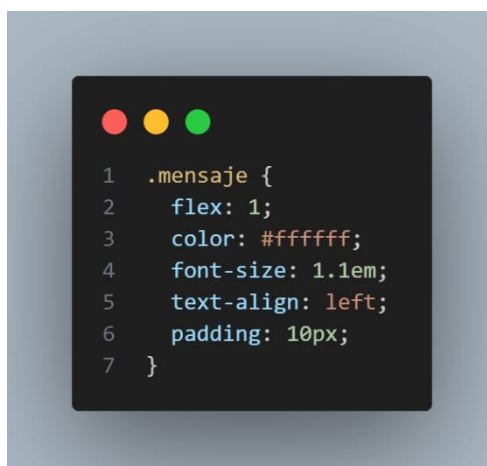 1 .mensaje {
2 flex: 1;
3 color: #ffffff;
4 font-size: 1.1em;
5 text-align: left;
6 padding: 10px;
7 }